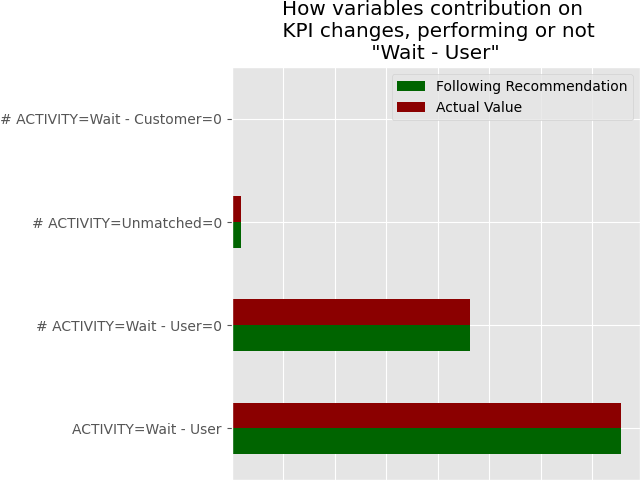 How variables contribution on
KPI changes, performing or not
"Wait - User"
Following Recommendation
Actual Value
# ACTIVITY=Wait - Customer=0
# ACTIVITY=Unmatched=0
# ACTIVITY=Wait - User=0
ACTIVITY=Wait - User